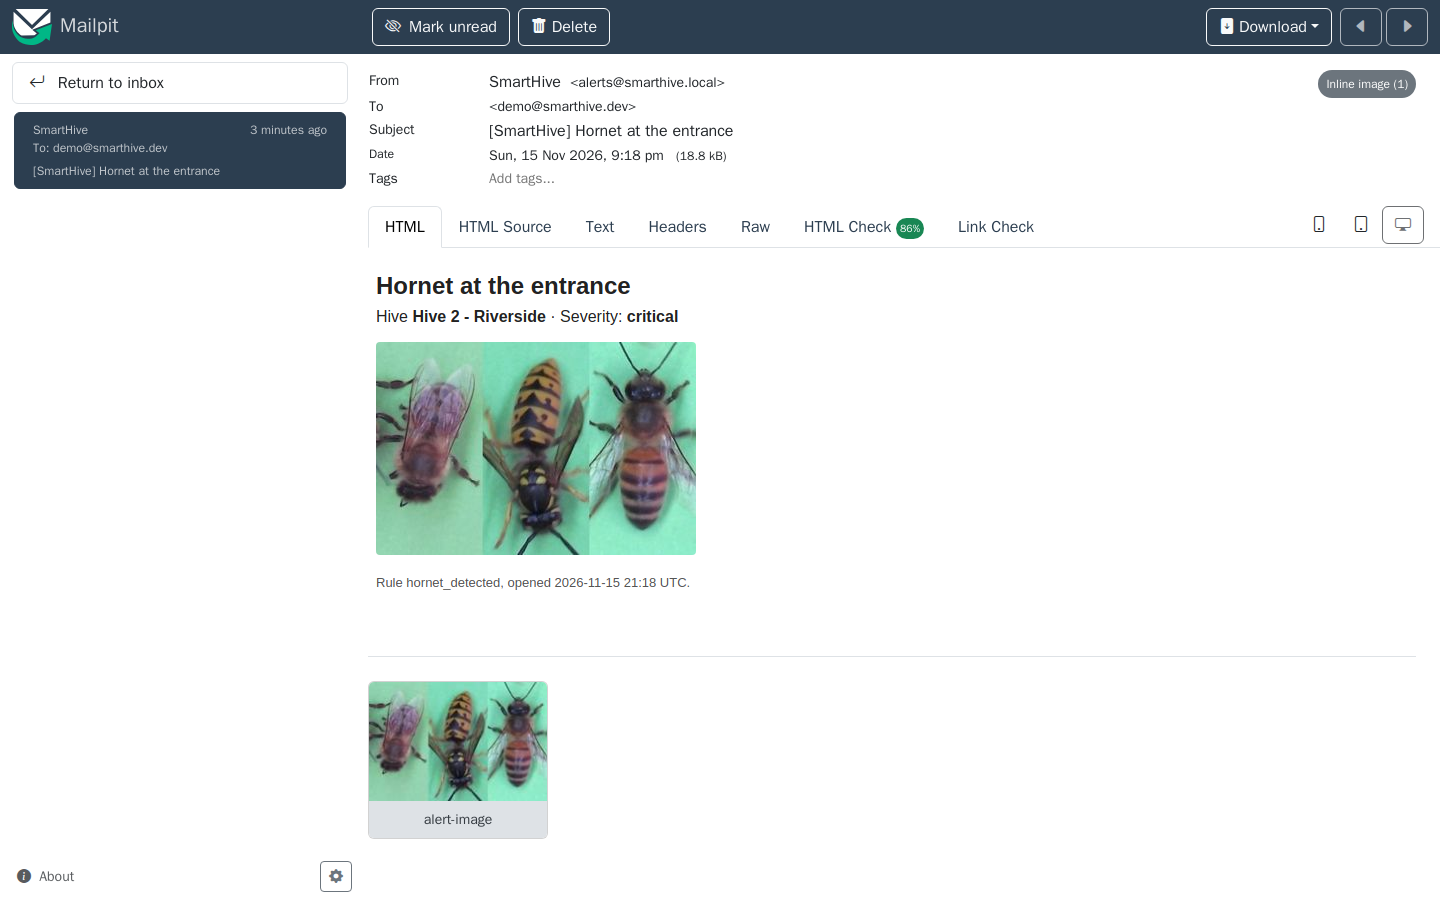 Mailpit
Mark unread
Delete
Download
Return to inbox
SmartHive
3 minutes ago
To: demo@smarthive.dev
[SmartHive] Hornet at the entrance
From
SmartHive <alerts@smarthive.local>
Inline image (1)
To
<demo@smarthive.dev>
Subject
[SmartHive] Hornet at the entrance
Date
Sun, 15 Nov 2026, 9:18 pm (18.8 kB)
Tags
Add tags...
HTML
HTML Source
Text
Headers
Raw
HTML Check 86%
Link Check
Hornet at the entrance
Hive Hive 2 - Riverside · Severity: critical
Rule hornet_detected, opened 2026-11-15 21:18 UTC.
alert-image
About